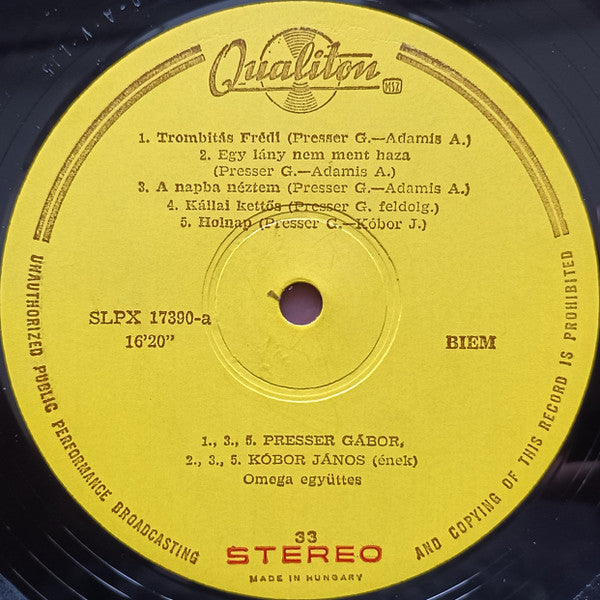 Qualiton
MSZ
1. Trombitás Frédi (Presser G.—Adamis A.)
2. Egy lány nem ment haza
(Presser G.—Adamis A.)
3. A napba néztem (Presser G.—Adamis A.)
4. Kállai kettős (Presser G. feldolg.)
5. Holnap (Presser G.—Kóbor J.)
SLPX 17390-a
16'20"
BIEM
1., 3., 5. PRESSER GÁBOR,
2., 3., 5. KÓBOR JÁNOS (ének)
Omega együttes
33
STEREO
MADE IN HUNGARY
UNAUTHORIZED PUBLIC PERFORMANCE BROADCASTING AND COPYING OF THIS RECORD IS PROHIBITED